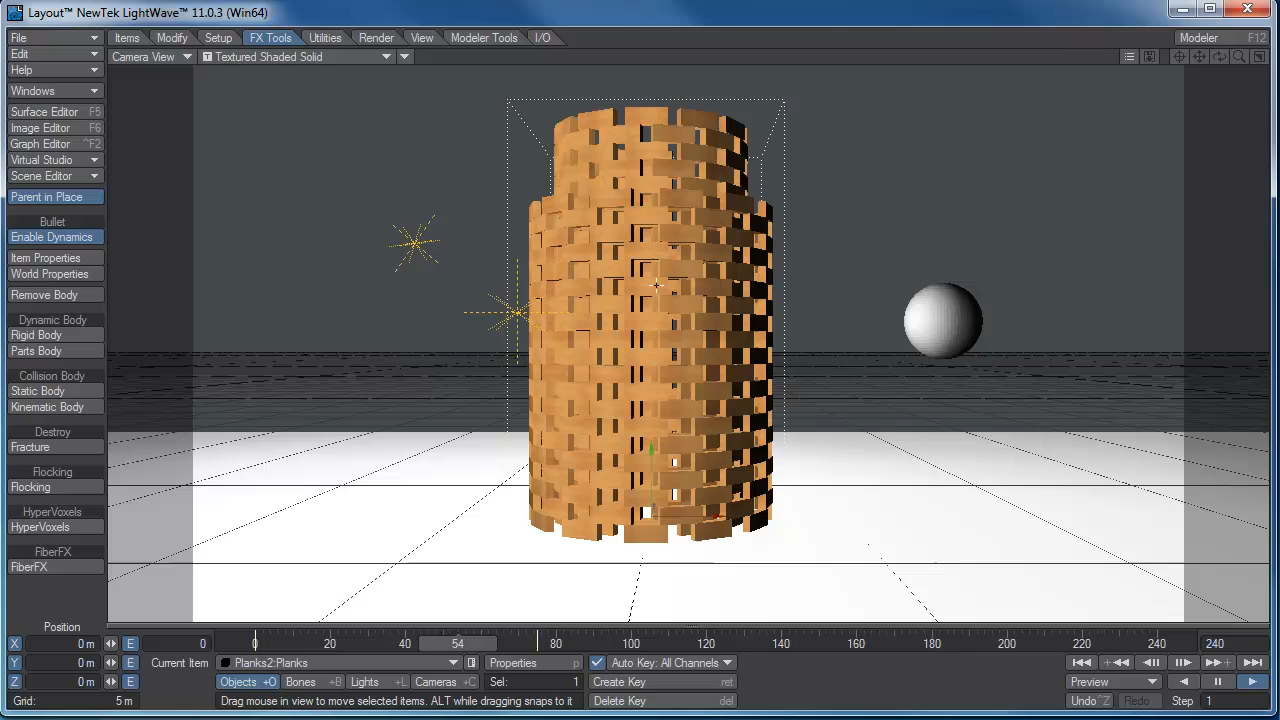 Layout™ NewTek LightWave™ 11.0.3 (Win64)
File
Items Modify Setup FX Tools Utilities Render View Modeler Tools I/O
Modeler F12
Edit
Camera View T Textured Shaded Solid
Help
Windows
Surface Editor F5
Image Editor F6
Graph Editor ^F2
Virtual Studio
Scene Editor
Parent in Place
Bullet
Enable Dynamics
Item Properties
World Properties
Remove Body
Dynamic Body
Rigid Body
Parts Body
Collision Body
Static Body
Kinematic Body
Destroy
Fracture
Flocking
Flocking
HyperVoxels
HyperVoxels
FiberFX
FiberFX
Position
X 0 m E 0
0 20 40 54 80 100 120 140 160 180 200 220 240 240
Y 0 m E Current Item Planks2:Planks Properties p Auto Key: All Channels
Z 0 m E Objects +O Bones +B Lights +L Cameras +C Sel: 1 Create Key ret Preview
Grid: 5 m Drag mouse in view to move selected items. ALT while dragging snaps to it Delete Key del Undo ^Z Redo Step 1